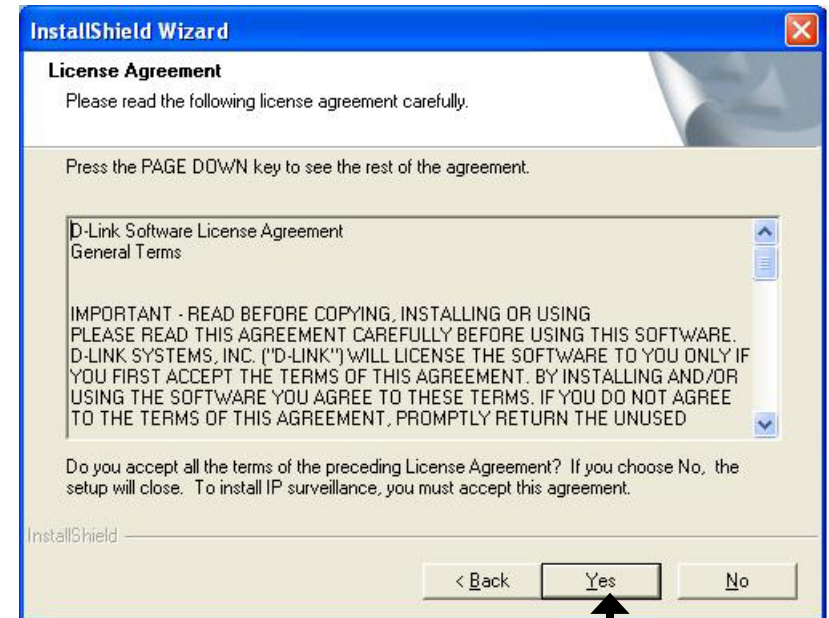 InstallShield Wizard
License Agreement
Please read the following license agreement carefully.
Press the PAGE DOWN key to see the rest of the agreement.
D-Link Software License Agreement
General Terms
IMPORTANT - READ BEFORE COPYING, INSTALLING OR USING
PLEASE READ THIS AGREEMENT CAREFULLY BEFORE USING THIS SOFTWARE.
D-LINK SYSTEMS, INC. ("D-LINK") WILL LICENSE THE SOFTWARE TO YOU ONLY IF
YOU FIRST ACCEPT THE TERMS OF THIS AGREEMENT. BY INSTALLING AND/OR
USING THE SOFTWARE YOU AGREE TO THESE TERMS. IF YOU DO NOT AGREE
TO THE TERMS OF THIS AGREEMENT, PROMPTLY RETURN THE UNUSED
Do you accept all the terms of the preceding License Agreement? If you choose No, the
setup will close. To install IP surveillance, you must accept this agreement.
InstallShield
< Back Yes No